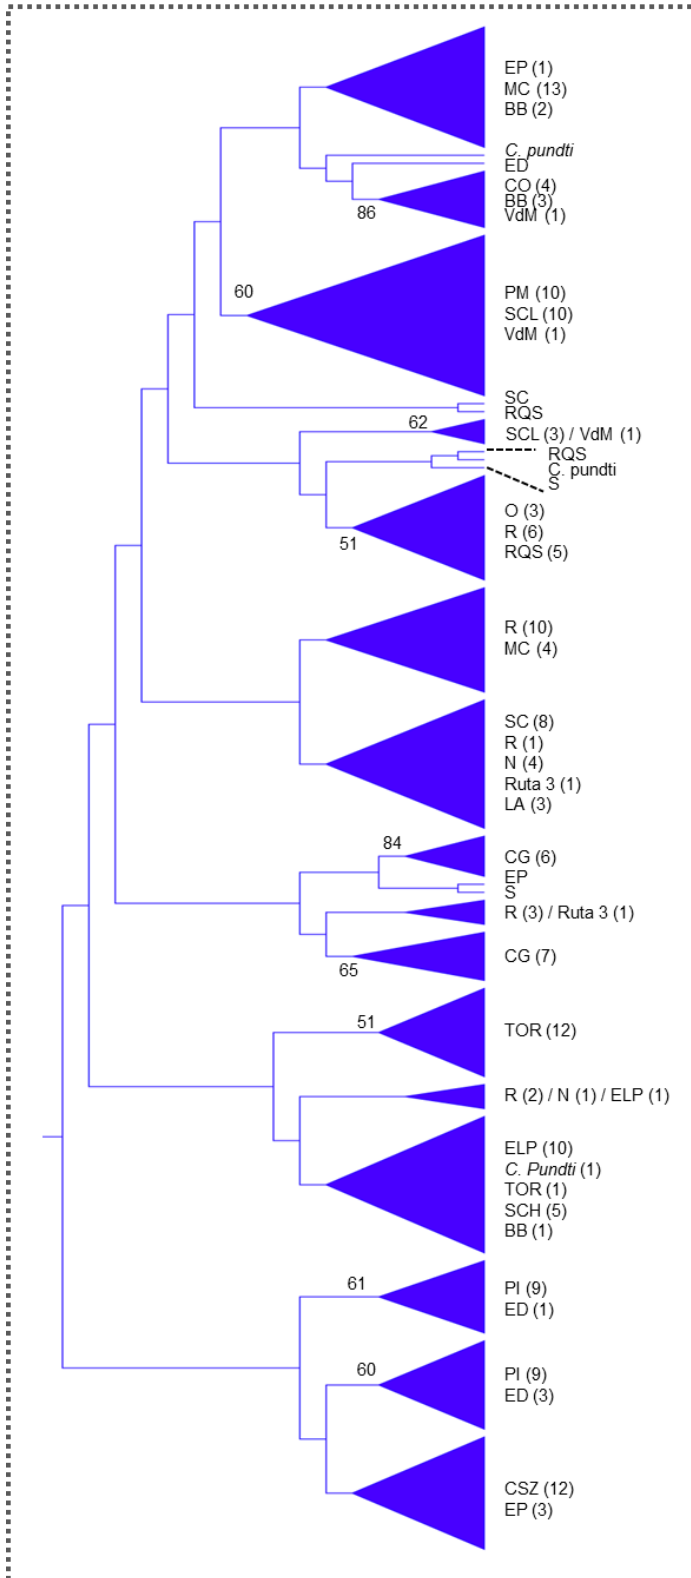 EP (1)
MC (13)
BB (2)
C. pundti
ED
CO (4)
BB (3)
VdM (1)
86
60
PM (10)
SCL (10)
VdM (1)
SC
RQS
62
SCL (3) / VdM (1)
RQS
C. pundti
S
O (3)
R (6)
RQS (5)
51
R (10)
MC (4)
SC (8)
R (1)
N (4)
Ruta 3 (1)
LA (3)
84
CG (6)
EP
S
R (3) / Ruta 3 (1)
CG (7)
65
51
TOR (12)
R (2) / N (1) / ELP (1)
ELP (10)
C. Pundti (1)
TOR (1)
SCH (5)
BB (1)
61
PI (9)
ED (1)
60
PI (9)
ED (3)
CSZ (12)
EP (3)